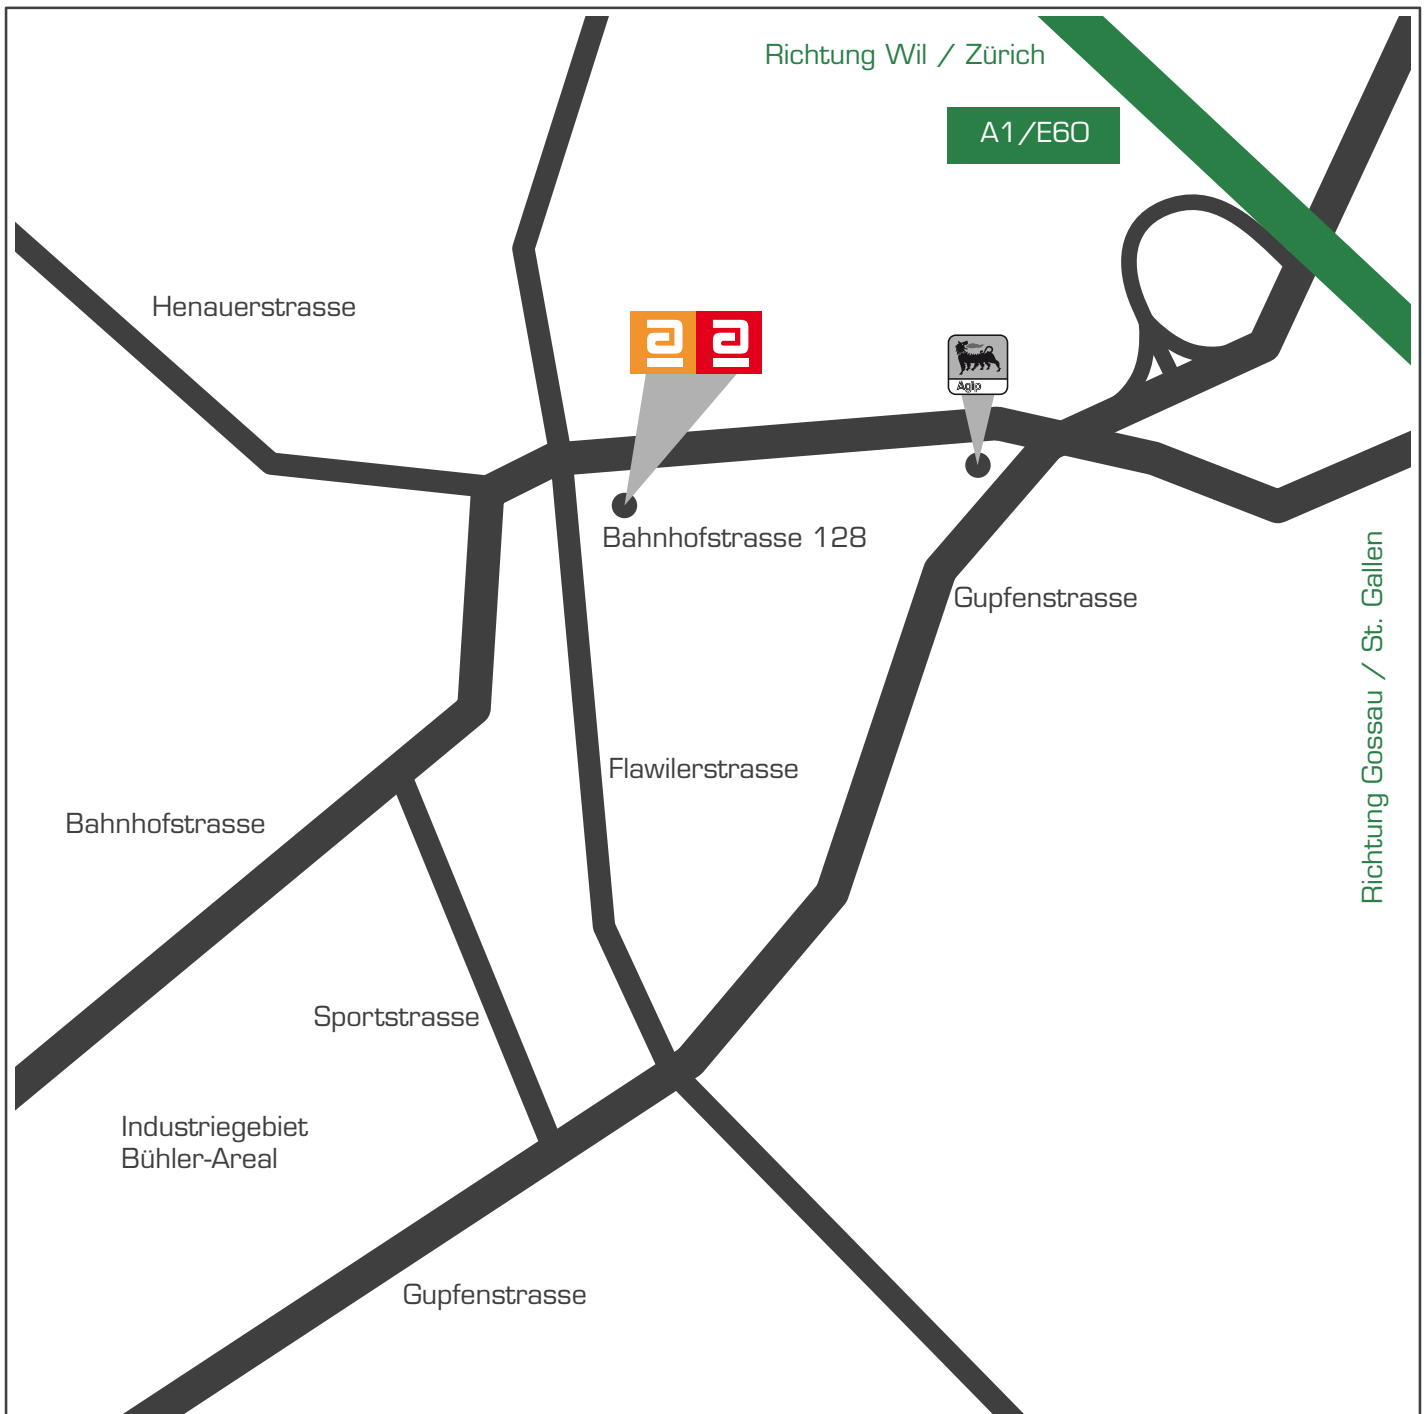 Richtung Wil / Zürich
A1/E60
Henauerstrasse
Agip
Bahnhofstrasse 128
Gupfenstrasse
Richtung Gossau / St. Gallen
Flawilerstrasse
Bahnhofstrasse
Sportstrasse
Industriegebiet
Bühler-Areal
Gupfenstrasse